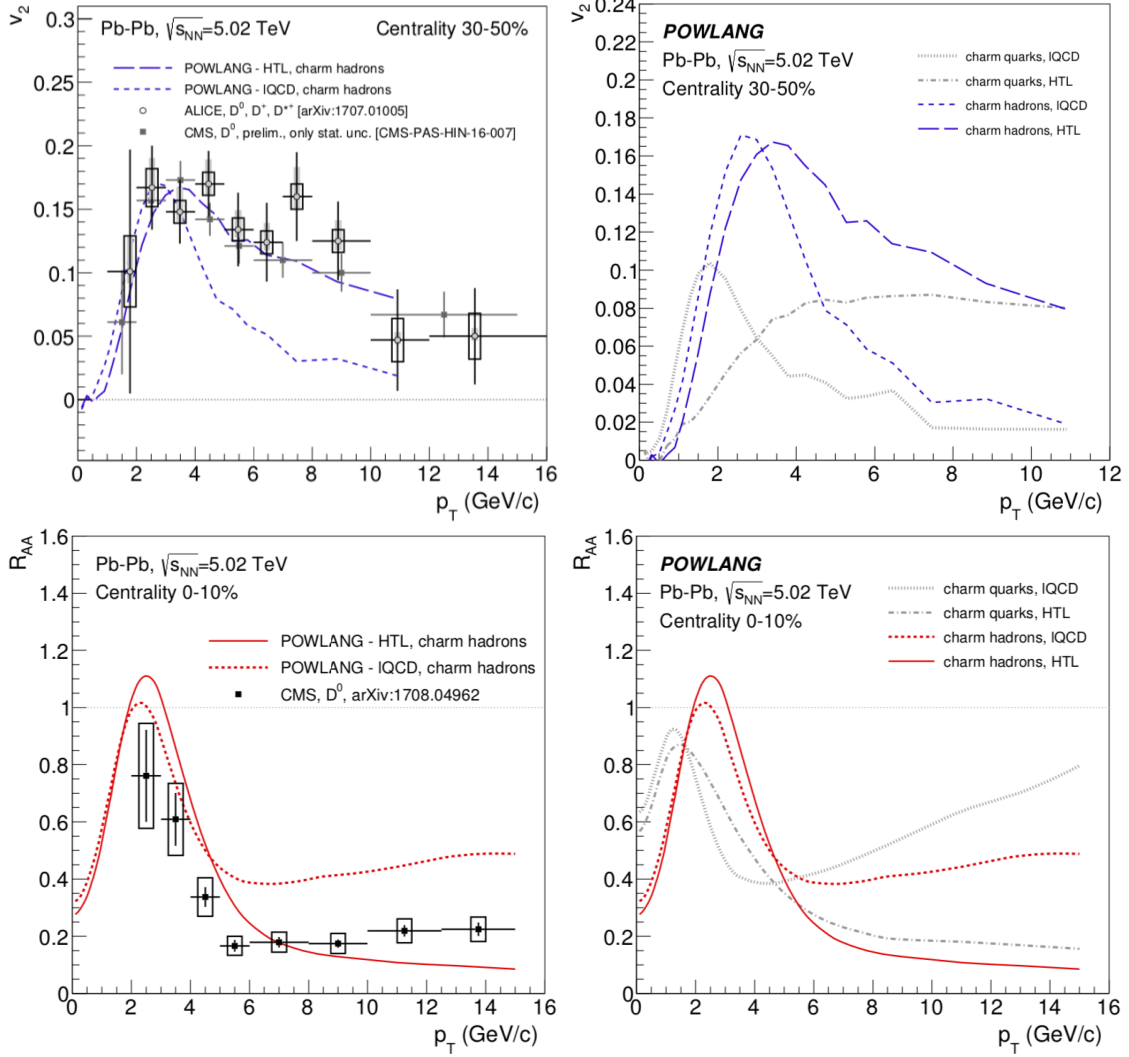 v2
0.3
0.25
0.2
0.15
0.1
0.05
0
Pb-Pb, √sNN=5.02 TeV
Centrality 30-50%
POWLANG - HTL, charm hadrons
POWLANG - lQCD, charm hadrons
ALICE, D0, D+, D*+ [arXiv:1707.01005]
CMS, D0, prelim., only stat. unc. [CMS-PAS-HIN-16-007]
0 2 4 6 8 10 12 14 16
pT (GeV/c)
v2
0.24
0.22
0.2
0.18
0.16
0.14
0.12
0.1
0.08
0.06
0.04
0.02
0
POWLANG
Pb-Pb, √sNN=5.02 TeV
Centrality 30-50%
charm quarks, lQCD
charm quarks, HTL
charm hadrons, lQCD
charm hadrons, HTL
0 2 4 6 8 10 12
pT (GeV/c)
RAA
1.6
1.4
1.2
1
0.8
0.6
0.4
0.2
0
Pb-Pb, √sNN=5.02 TeV
Centrality 0-10%
POWLANG - HTL, charm hadrons
POWLANG - lQCD, charm hadrons
CMS, D0, arXiv:1708.04962
0 2 4 6 8 10 12 14 16
pT (GeV/c)
RAA
1.6
1.4
1.2
1
0.8
0.6
0.4
0.2
0
POWLANG
Pb-Pb, √sNN=5.02 TeV
Centrality 0-10%
charm quarks, lQCD
charm quarks, HTL
charm hadrons, lQCD
charm hadrons, HTL
0 2 4 6 8 10 12 14 16
pT (GeV/c)